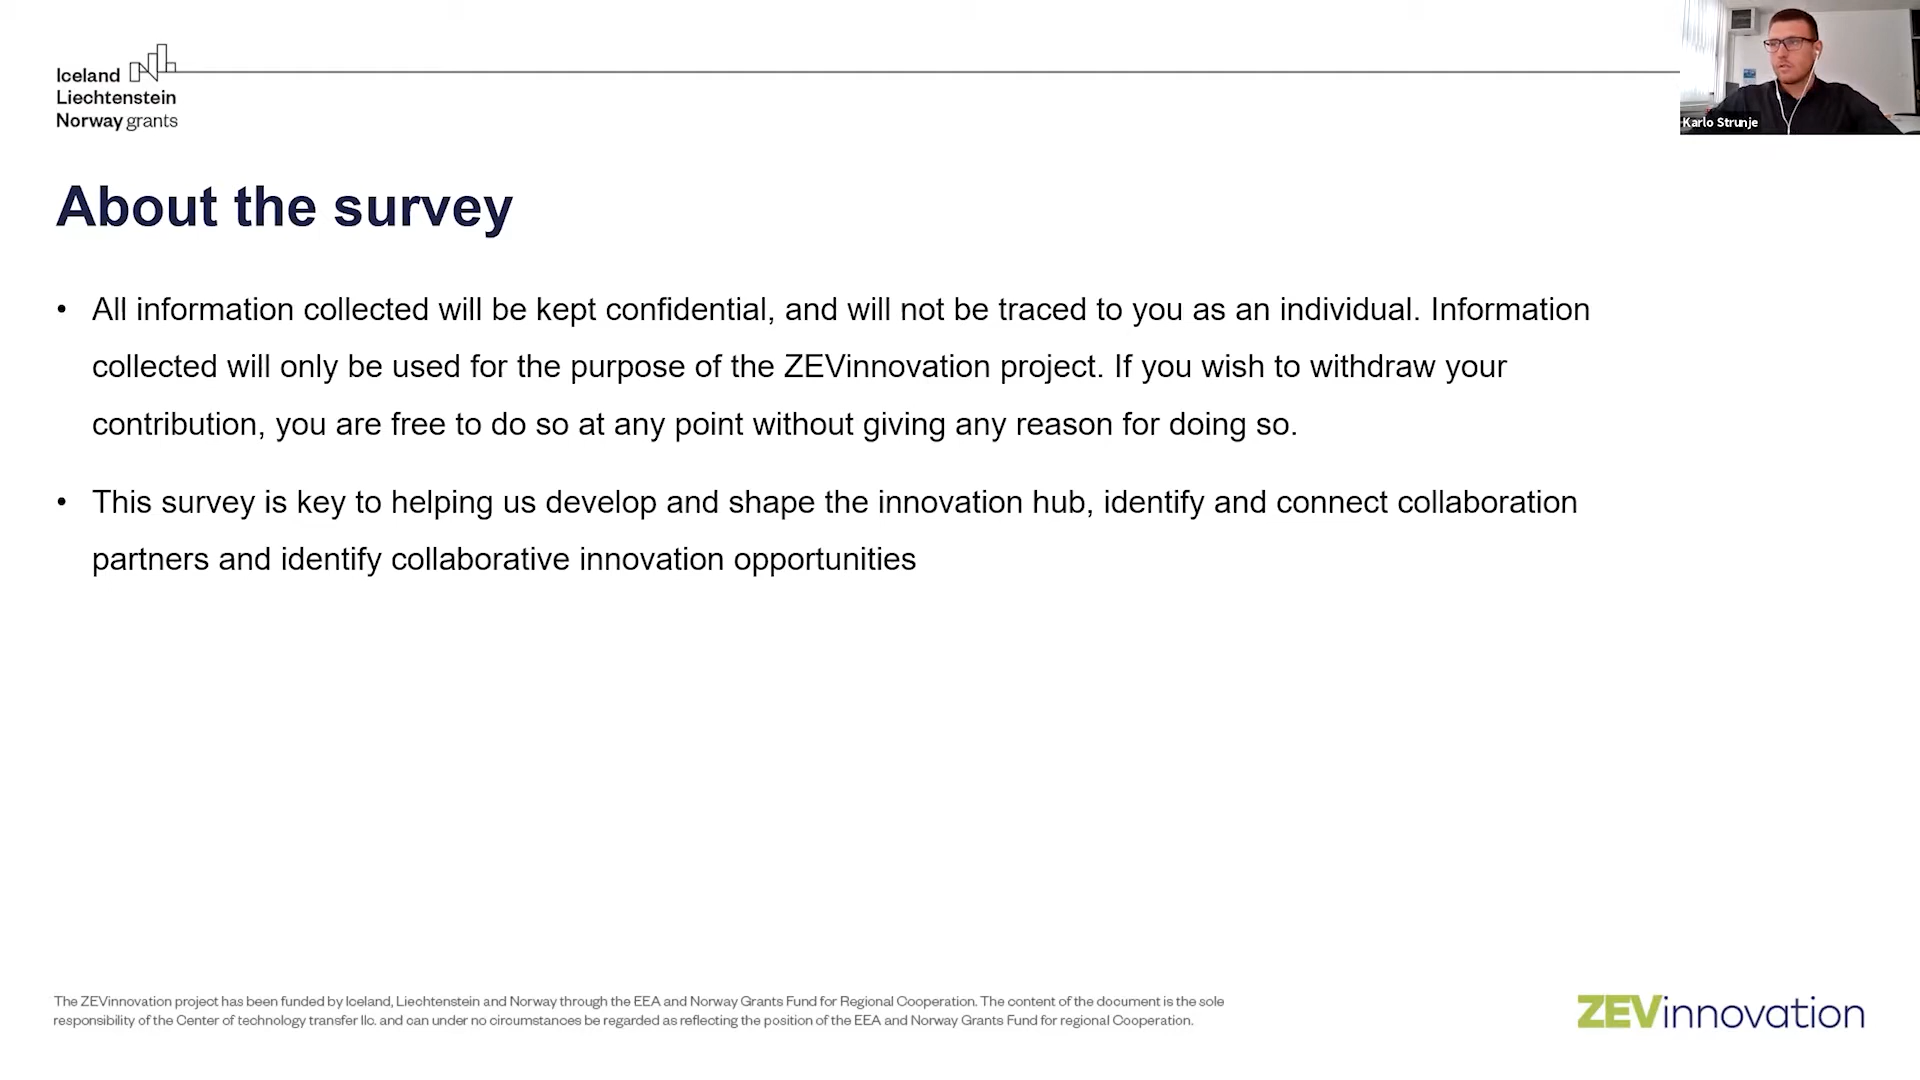 Iceland
Liechtenstein
Norway grants
Karlo Strunje
About the survey
• All information collected will be kept confidential, and will not be traced to you as an individual. Information
collected will only be used for the purpose of the ZEVinnovation project. If you wish to withdraw your
contribution, you are free to do so at any point without giving any reason for doing so.
• This survey is key to helping us develop and shape the innovation hub, identify and connect collaboration
partners and identify collaborative innovation opportunities
The ZEVinnovation project has been funded by Iceland, Liechtenstein and Norway through the EEA and Norway Grants Fund for Regional Cooperation. The content of the document is the sole
responsibility of the Center of technology transfer llc. and can under no circumstances be regarded as reflecting the position of the EEA and Norway Grants Fund for regional Cooperation.
ZEVinnovation